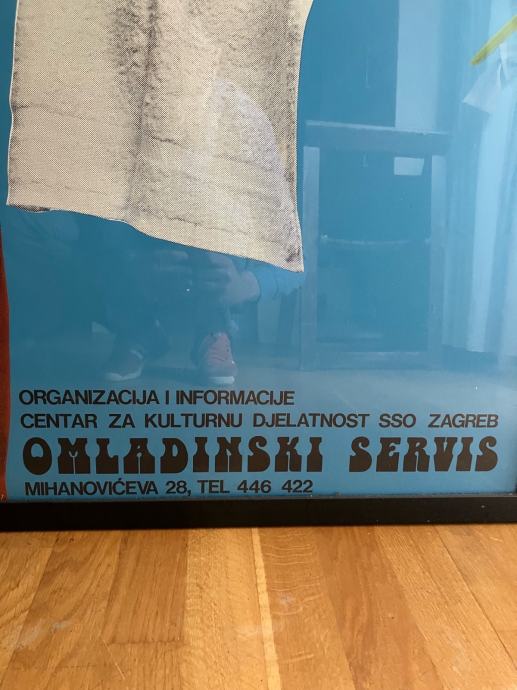 ORGANIZACIJA I INFORMACIJE
CENTAR ZA KULTURNU DJELATNOST SSO ZAGREB
OMLADINSKI SERVIS
MIHANOVIĆEVA 28, TEL 446 422